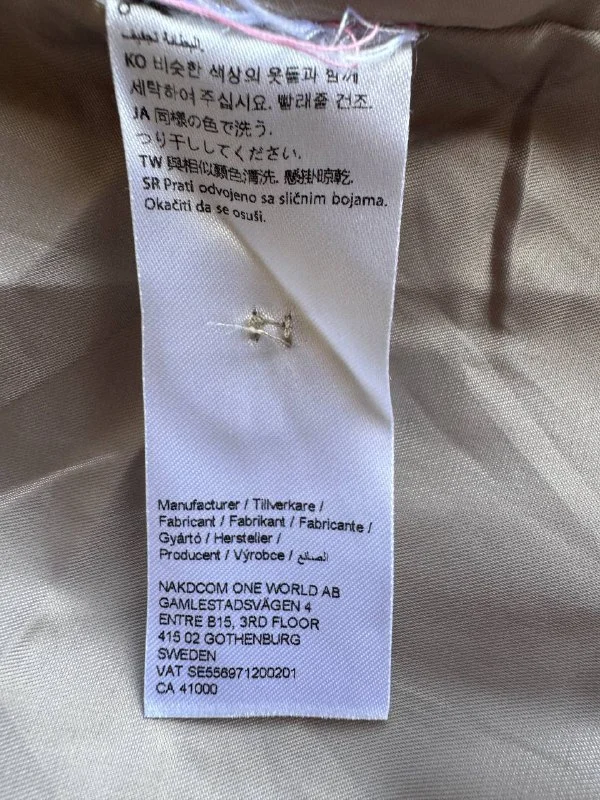 KO 비슷한 색상의 옷들과 함께
세탁하여 주십시요. 빨래줄 건조.
JA 同様の色で洗う.
つり干ししてください.
TW 與相似顏色清洗. 懸掛晾乾.
SR Prati odvojeno sa sličnim bojama.
Okačiti da se osuši.
Manufacturer / Tillverkare /
Fabricant / Fabrikant / Fabricante /
Gyártó / Hersteller /
Producent / Výrobce / الصانع
NAKDCOM ONE WORLD AB
GAMLESTADSVÄGEN 4
ENTRE B15, 3RD FLOOR
415 02 GOTHENBURG
SWEDEN
VAT SE556971200201
CA 41000